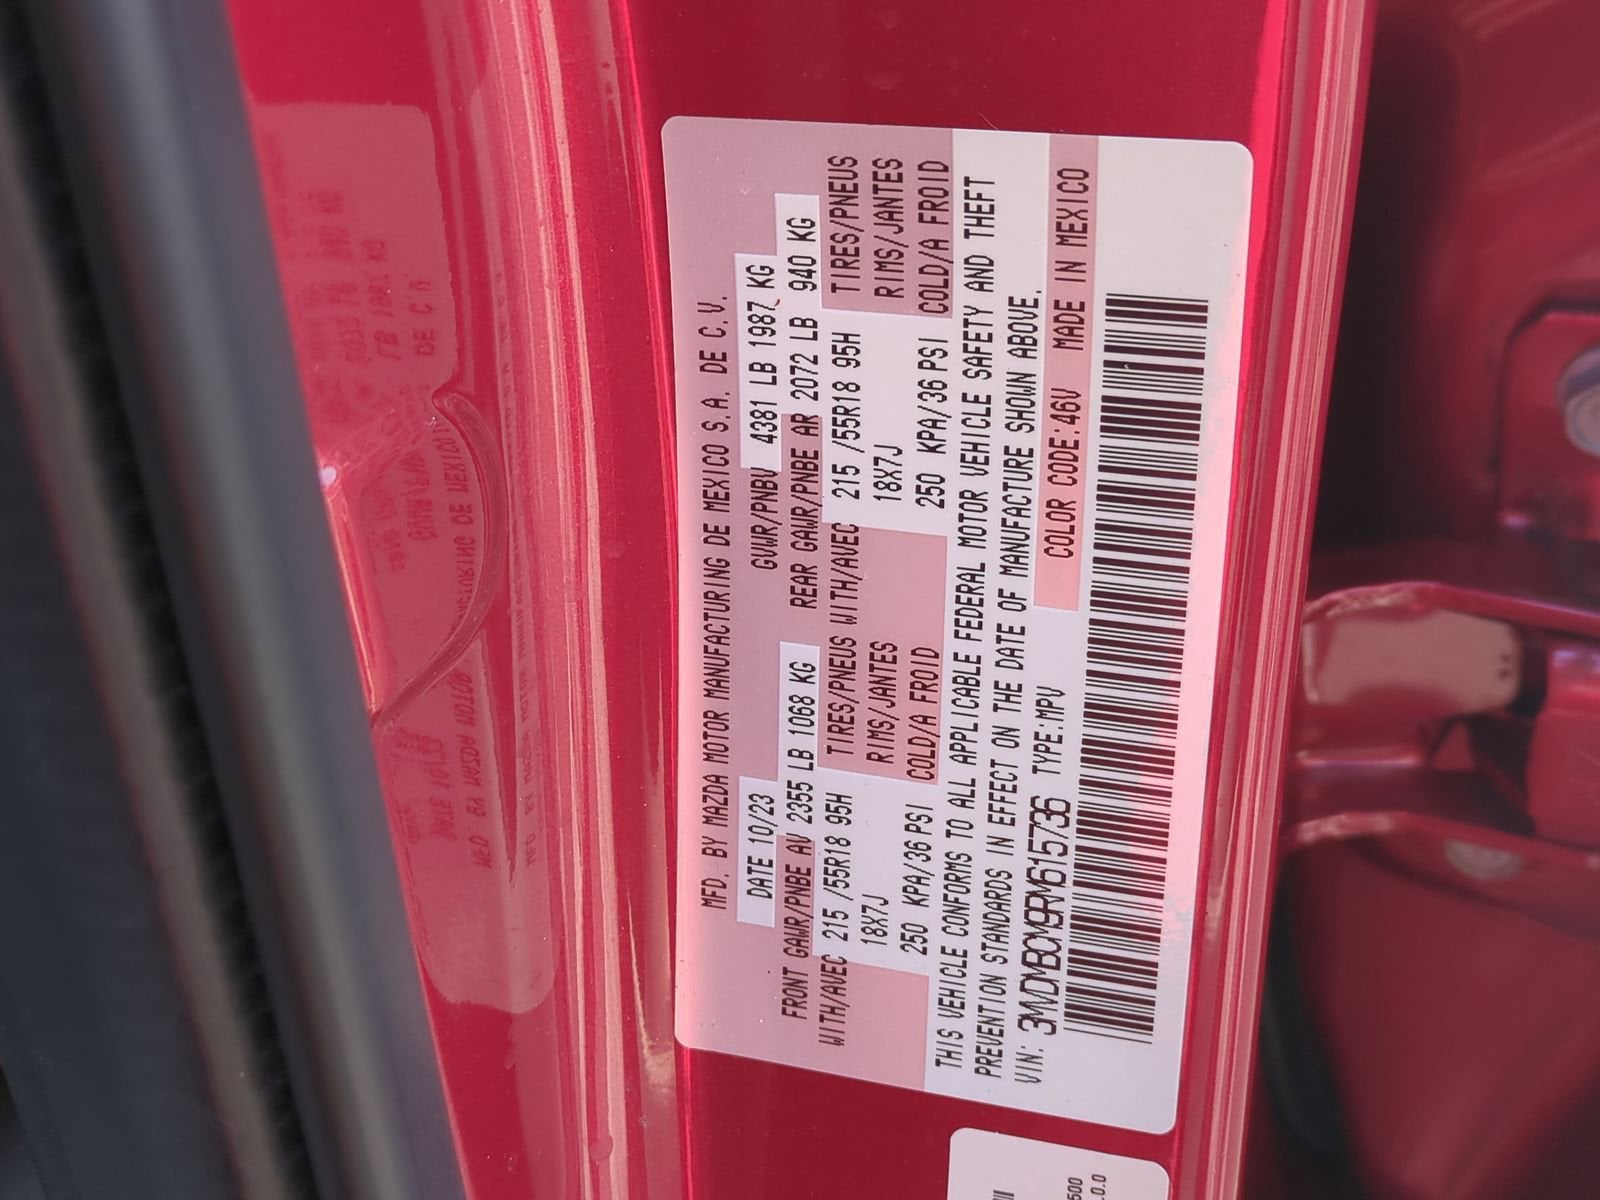 MFD. BY MAZDA MOTOR MANUFACTURING DE MEXICO S.A. DE C.V.
DATE 10/23 GVWR/PNBV 4381 LB 1987 KG
FRONT GAWR/PNBE AV 2355 LB 1068 KG REAR GAWR/PNBE AR 2072 LB 940 KG
WITH/AVEC 215 /55R18 95H TIRES/PNEUS WITH/AVEC 215 /55R18 95H TIRES/PNEUS
18X7J RIMS/JANTES 18X7J RIMS/JANTES
250 KPA/36 PSI COLD/A FROID 250 KPA/36 PSI COLD/A FROID
THIS VEHICLE CONFORMS TO ALL APPLICABLE FEDERAL MOTOR VEHICLE SAFETY AND THEFT
PREVENTION STANDARDS IN EFFECT ON THE DATE OF MANUFACTURE SHOWN ABOVE.
VIN: 3MVDMBCM9RM615736 TYPE:MPV COLOR CODE:46V MADE IN MEXICO